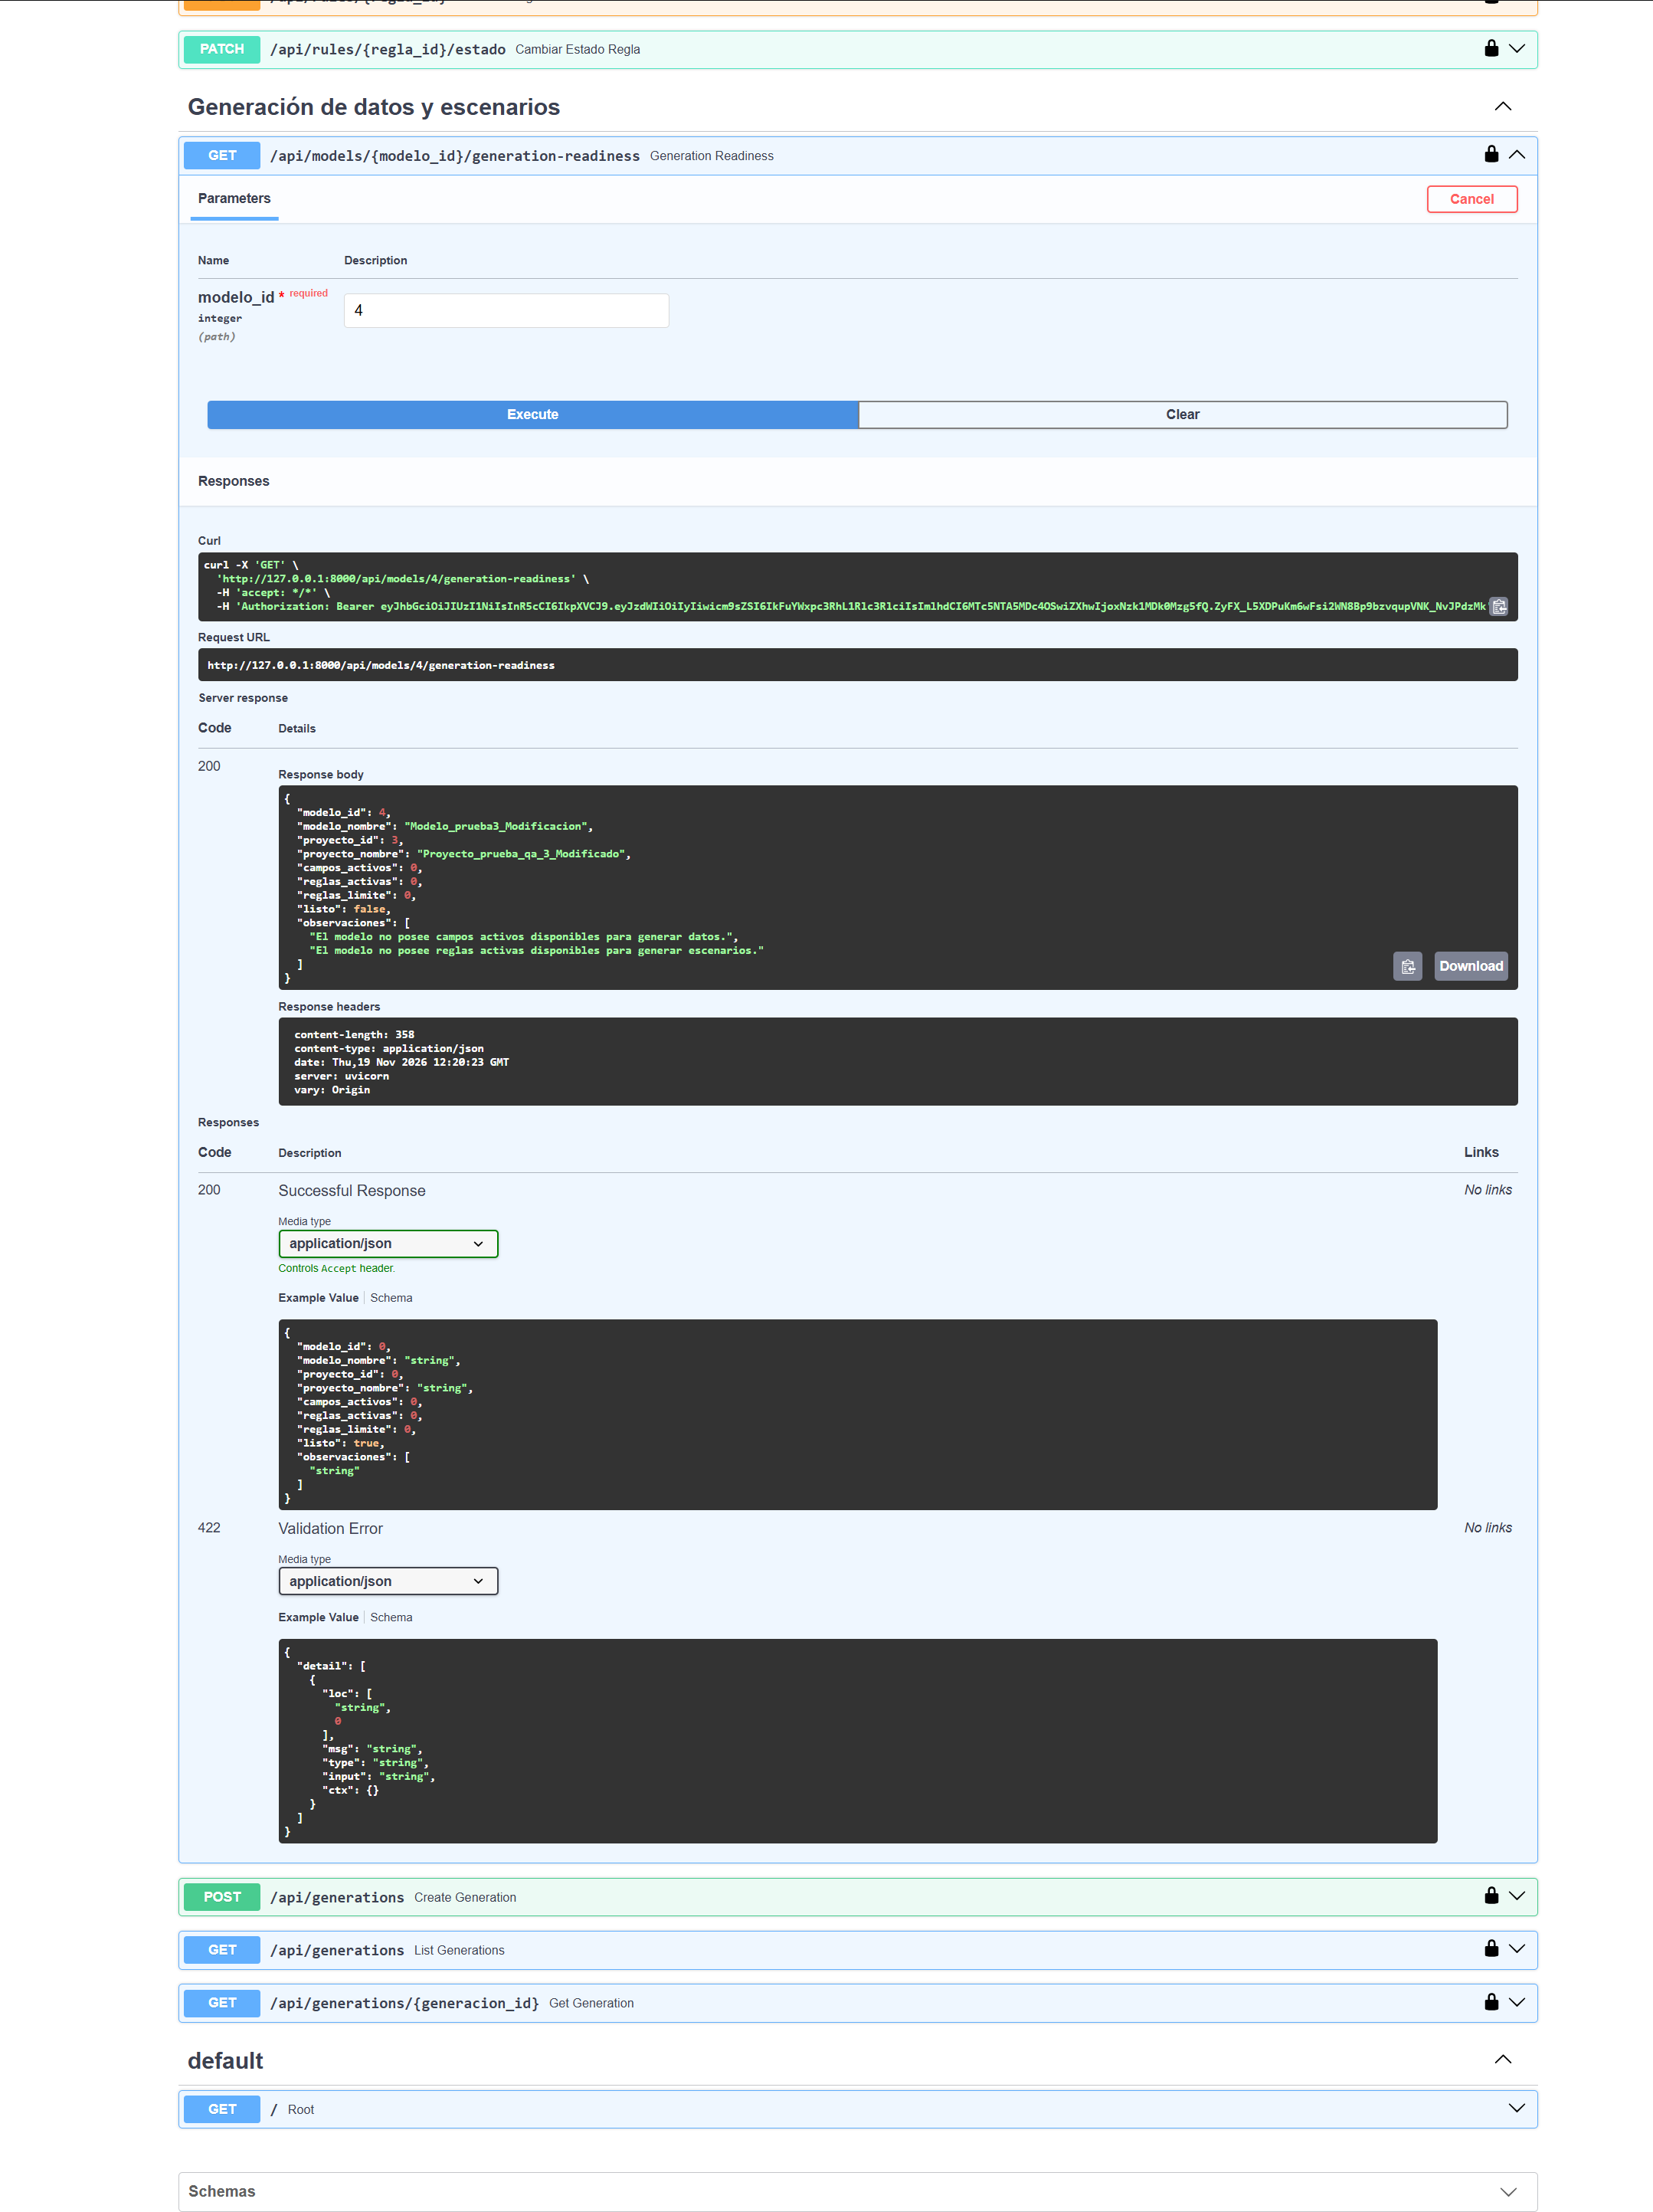 PATCH /api/rules/{regla_id}/estado Cambiar Estado Regla
Generación de datos y escenarios
GET /api/models/{modelo_id}/generation-readiness Generation Readiness
Parameters
Cancel
Name Description
modelo_id * required
integer
(path)
4
Execute
Clear
Responses
Curl
curl -X 'GET' \
'http://127.0.0.1:8000/api/models/4/generation-readiness' \
-H 'accept: */*' \
-H 'Authorization: Bearer
Request URL
http://127.0.0.1:8000/api/models/4/generation-readiness
Server response
Code Details
200
Response body
{
"modelo_id": 4,
"modelo_nombre": "Modelo_prueba3_Modificacion",
"proyecto_id": 3,
"proyecto_nombre": "Proyecto_prueba_qa_3_Modificado",
"campos_activos": 0,
"reglas_activas": 0,
"reglas_limite": 0,
"listo": false,
"observaciones": [
"El modelo no posee campos activos disponibles para generar datos.",
"El modelo no posee reglas activas disponibles para generar escenarios."
]
}
Download
Response headers
content-length: 358
content-type: application/json
date: Thu,19 Nov 2026 12:20:23 GMT
server: uvicorn
vary: Origin
Responses
Code Description Links
200 Successful Response No links
Media type
application/json
Controls Accept header.
Example Value Schema
{
"modelo_id": 0,
"modelo_nombre": "string",
"proyecto_id": 0,
"proyecto_nombre": "string",
"campos_activos": 0,
"reglas_activas": 0,
"reglas_limite": 0,
"listo": true,
"observaciones": [
"string"
]
}
422 Validation Error No links
Media type
application/json
Example Value Schema
{
"detail": [
{
"loc": [
"string",
0
],
"msg": "string",
"type": "string",
"input": "string",
"ctx": {}
}
]
}
POST /api/generations Create Generation
GET /api/generations List Generations
GET /api/generations/{generacion_id} Get Generation
default
GET / Root
Schemas